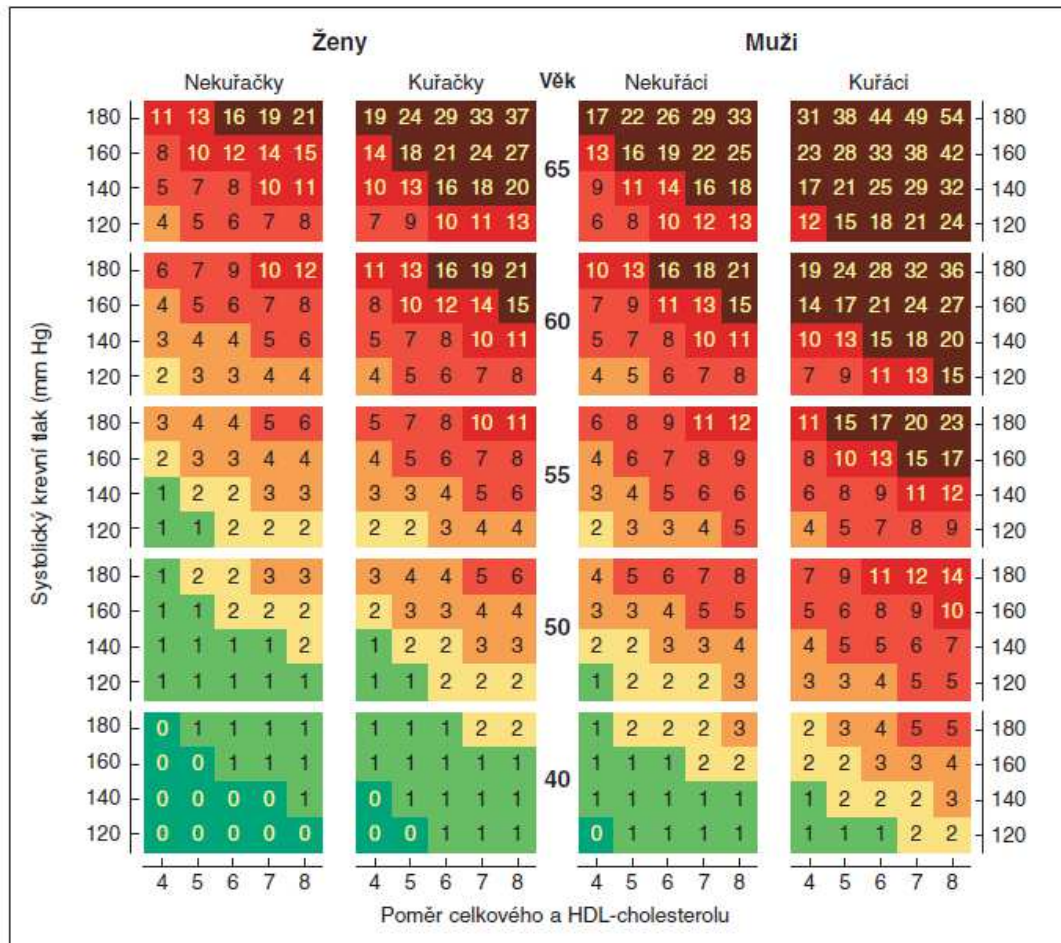 Ženy Muži
Nekuřačky Kuřačky Věk Nekuřáci Kuřáci
180 11 13 16 19 21 19 24 29 33 37 17 22 26 29 33 31 38 44 49 54 180
160 8 10 12 14 15 14 18 21 24 27 13 16 19 22 25 23 28 33 38 42 160
65
140 5 7 8 10 11 10 13 16 18 20 9 11 14 16 18 17 21 25 29 32 140
120 4 5 6 7 8 7 9 10 11 13 6 8 10 12 13 12 15 18 21 24 120
180 6 7 9 10 12 11 13 16 19 21 10 13 16 18 21 19 24 28 32 36 180
160 4 5 6 7 8 8 10 12 14 15 7 9 11 13 15 14 17 21 24 27 160
60
140 3 4 4 5 6 5 7 8 10 11 5 7 8 10 11 10 13 15 18 20 140
120 2 3 3 4 4 4 5 6 7 8 4 5 6 7 8 7 9 11 13 15 120
180 3 4 4 5 6 5 7 8 10 11 6 8 9 11 12 11 15 17 20 23 180
160 2 3 3 4 4 4 5 6 7 8 4 6 7 8 9 8 10 13 15 17 160
55
140 1 2 2 3 3 3 3 4 5 6 3 4 5 6 6 6 8 9 11 12 140
120 1 1 2 2 2 2 2 3 4 4 2 3 3 4 5 4 5 7 8 9 120
180 1 2 2 3 3 3 4 4 5 6 4 5 6 7 8 7 9 11 12 14 180
160 1 1 2 2 2 2 3 3 4 4 3 3 4 5 5 5 6 8 9 10 160
50
140 1 1 1 1 2 1 2 2 3 3 2 2 3 3 4 4 5 5 6 7 140
120 1 1 1 1 1 1 1 2 2 2 1 2 2 2 3 3 3 4 5 5 120
180 0 1 1 1 1 1 1 1 2 2 1 2 2 2 3 2 3 4 5 5 180
160 0 0 1 1 1 1 1 1 1 1 1 1 1 2 2 2 2 3 3 4 160
40
140 0 0 0 0 1 0 1 1 1 1 1 1 1 1 1 1 2 2 2 3 140
120 0 0 0 0 0 0 0 1 1 1 0 1 1 1 1 1 1 1 2 2 120
4 5 6 7 8 4 5 6 7 8 4 5 6 7 8 4 5 6 7 8
Systolický krevní tlak (mm Hg)
Poměr celkového a HDL-cholesterolu